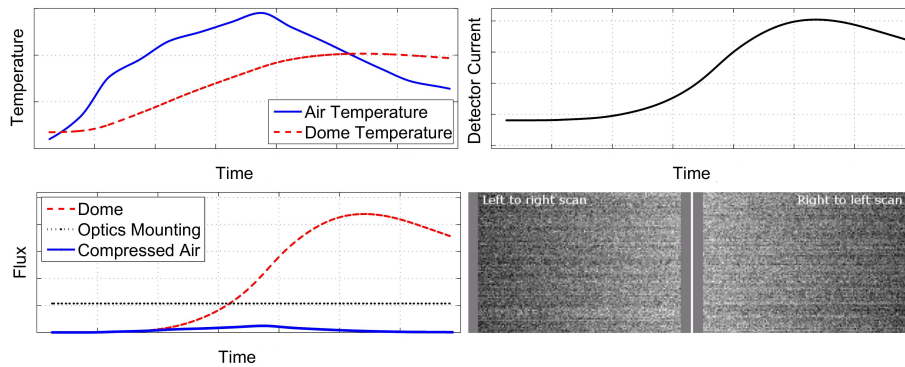 Temperature
Air Temperature
Dome Temperature
Time
Detector Current
Time
Flux
Dome
Optics Mounting
Compressed Air
Time
Left to right scan
Right to left scan